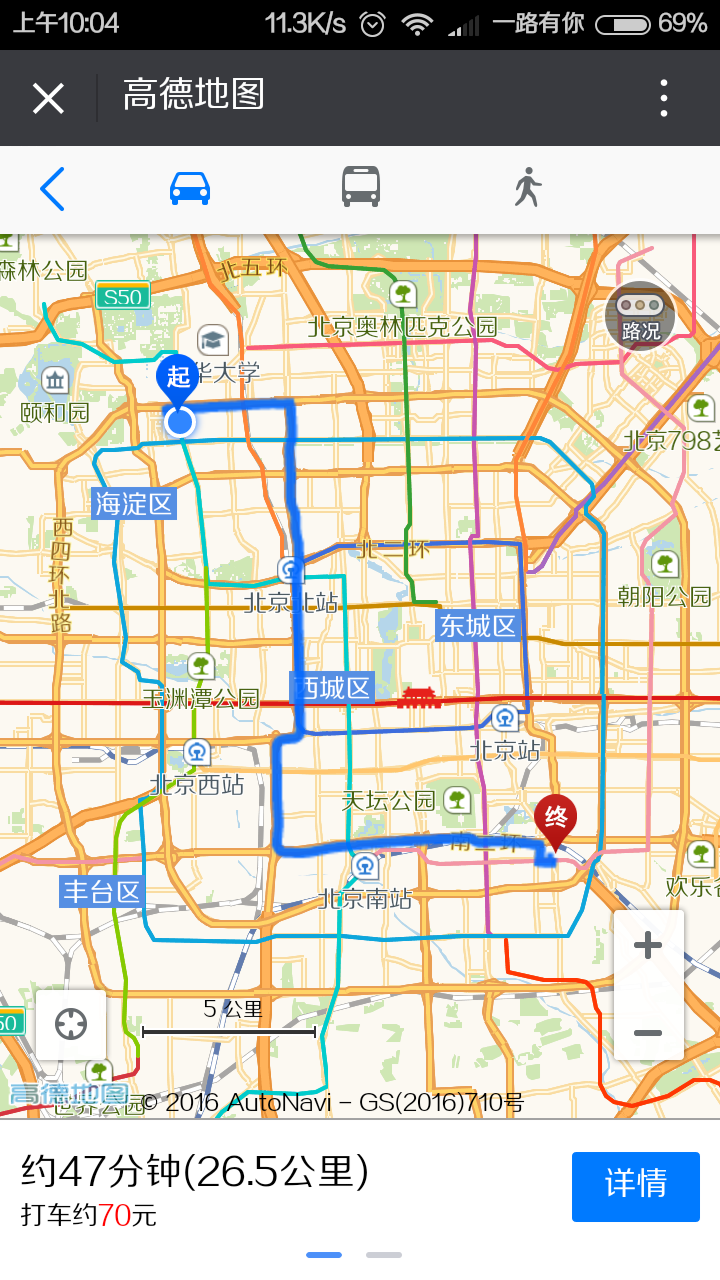 上午10:04
11.3K/s
一路有你
69%
高德地图
森林公园
北五环
S50
北京奥林匹克公园
路况
华大学
起
颐和园
北京798艺
海淀区
西四环北路
北二环
北京北站
朝阳公园
东城区
西城区
玉渊潭公园
北京站
北京西站
天坛公园
终
南二环
丰台区
北京南站
欢乐谷
5 公里
50
高德地图
世界公园
© 2016 AutoNavi - GS(2016)710号
约47分钟(26.5公里)
打车约70元
详情